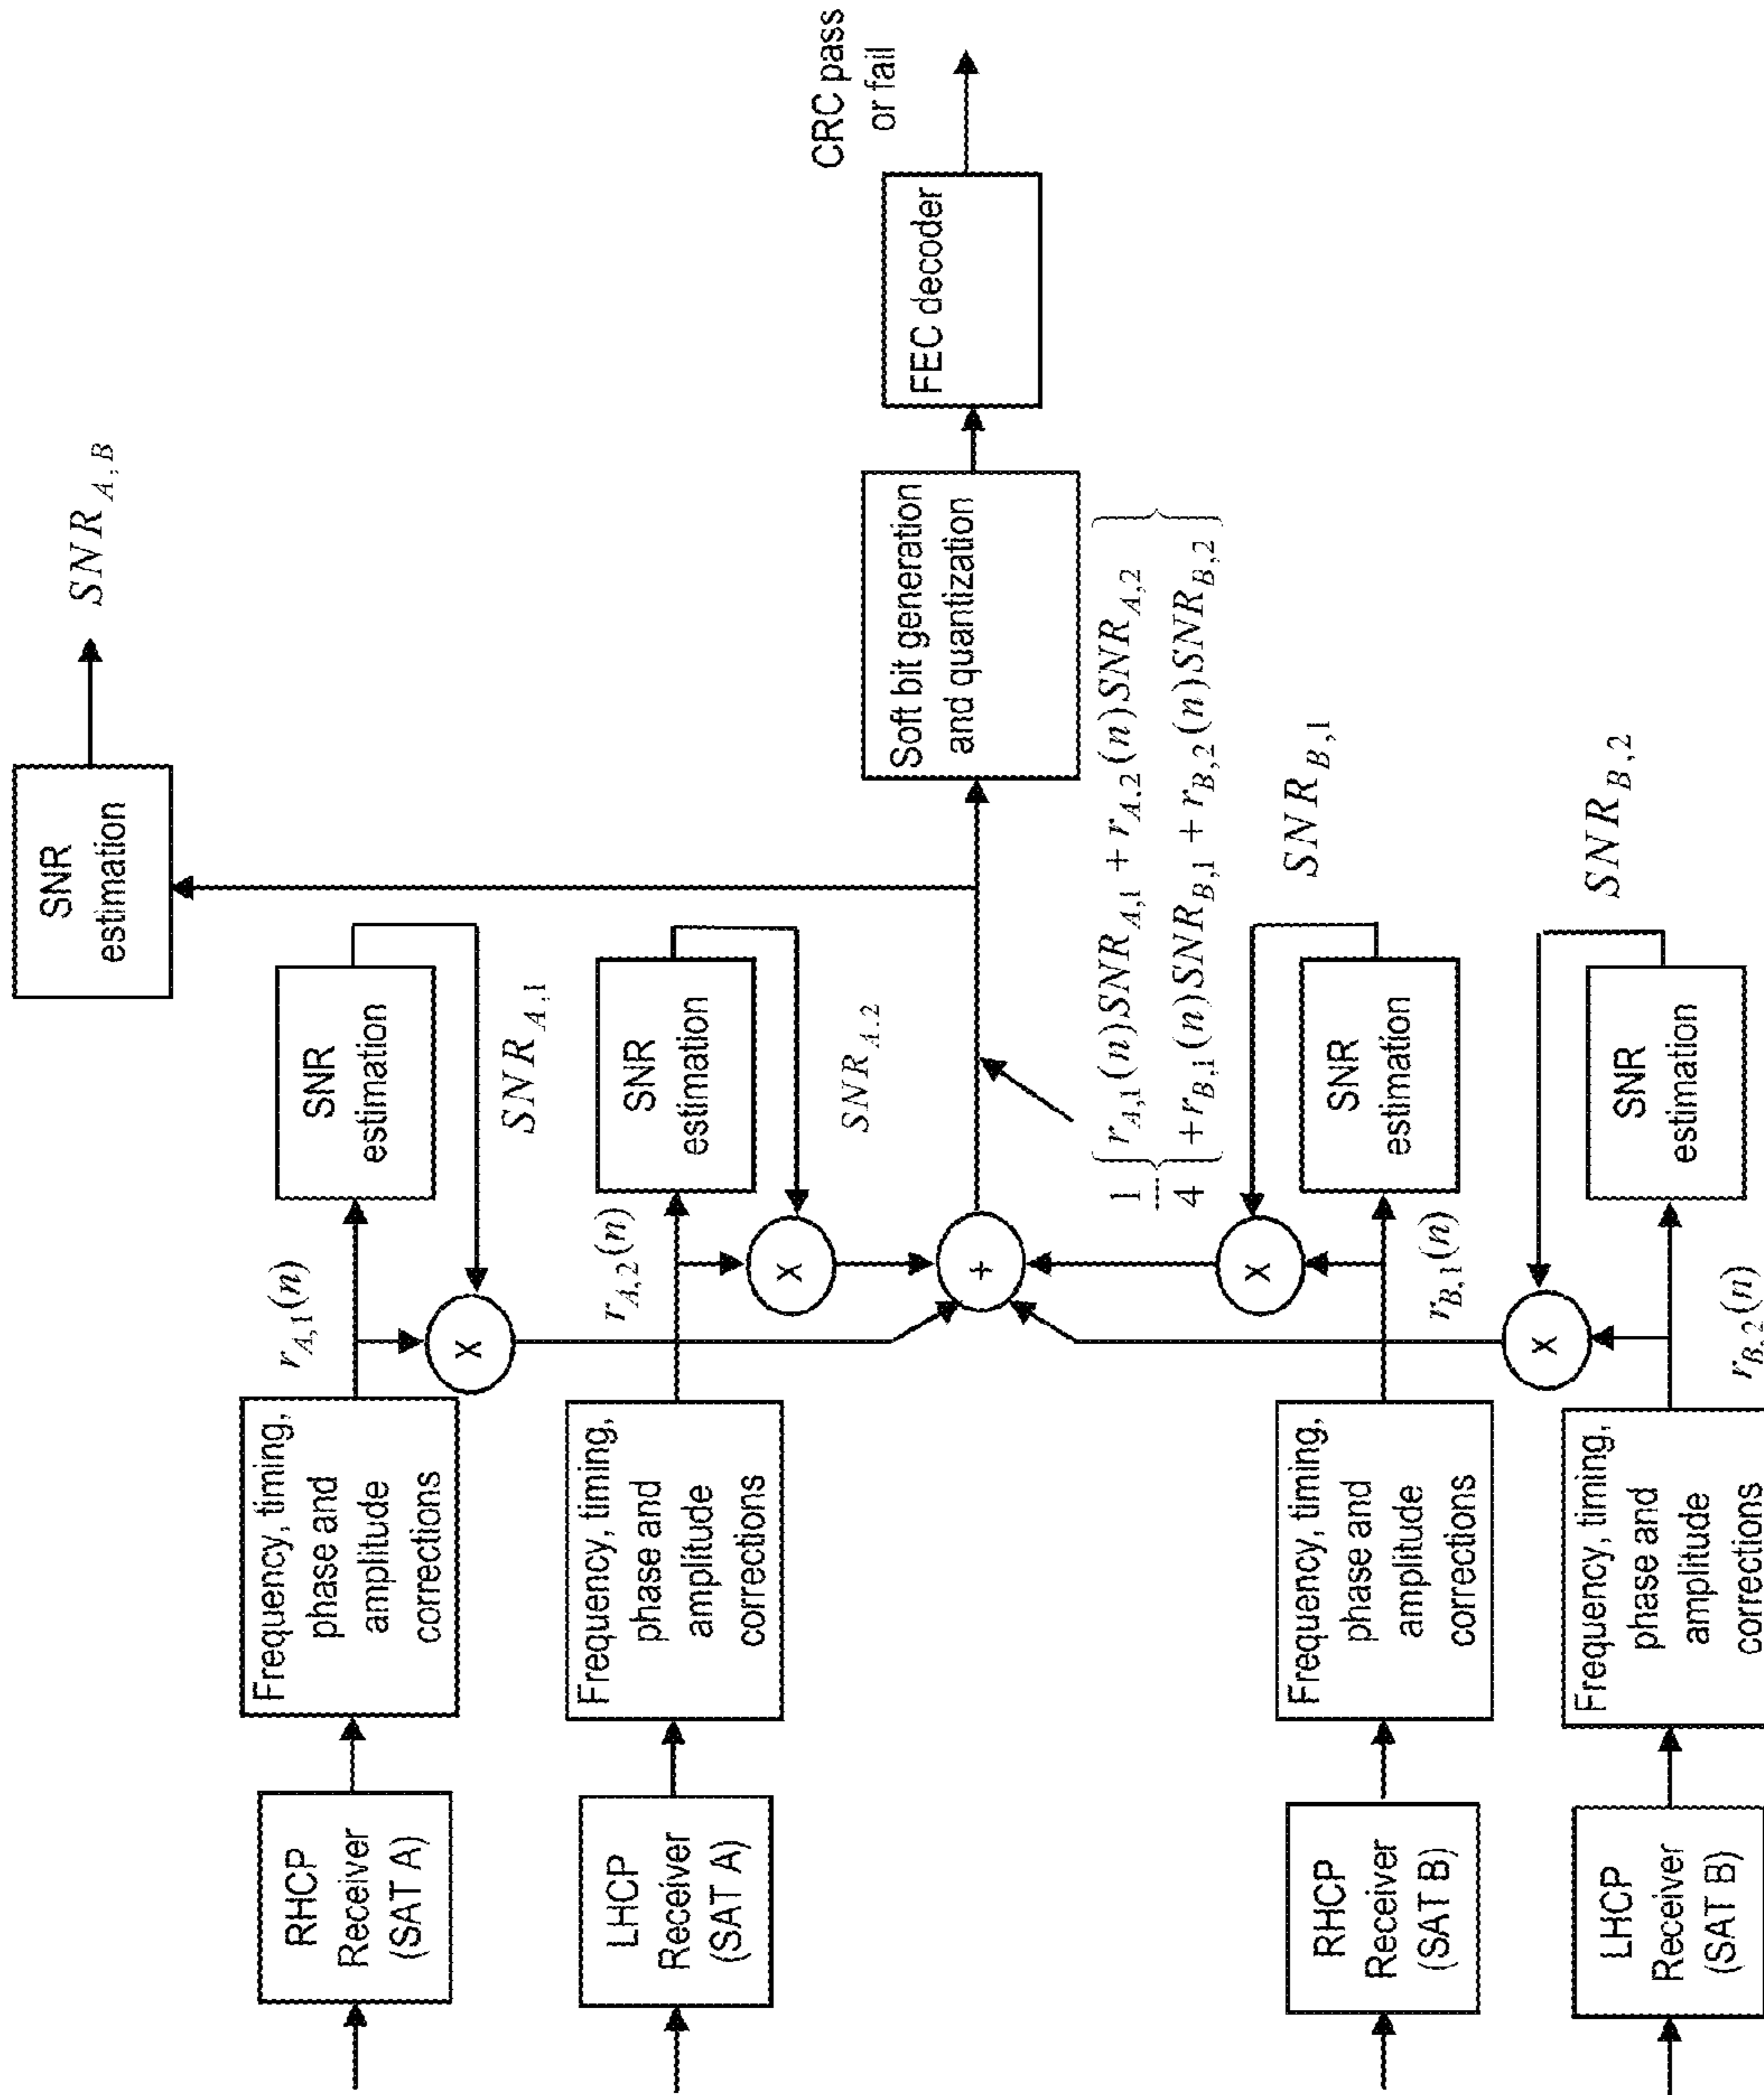 SNR
estimation
SNR_{A,B}
RHCP
Receiver
(SAT A)
Frequency, timing,
phase and
amplitude
corrections
r_{A,1}(n)
SNR
estimation
SNR_{A,1}
X
LHCP
Receiver
(SAT A)
Frequency, timing,
phase and
amplitude
corrections
r_{A,2}(n)
SNR
estimation
SNR_{A,2}
X
+
Soft bit generation
and quantization
FEC decoder
CRC pass
or fail
\frac{1}{4} \{ r_{A,1}(n)SNR_{A,1} + r_{A,2}(n)SNR_{A,2}
+ r_{B,1}(n)SNR_{B,1} + r_{B,2}(n)SNR_{B,2} \}
RHCP
Receiver
(SAT B)
Frequency, timing,
phase and
amplitude
corrections
r_{B,1}(n)
X
SNR
estimation
SNR_{B,1}
LHCP
Receiver
(SAT B)
Frequency, timing,
phase and
amplitude
corrections
r_{B,2}(n)
X
SNR
estimation
SNR_{B,2}